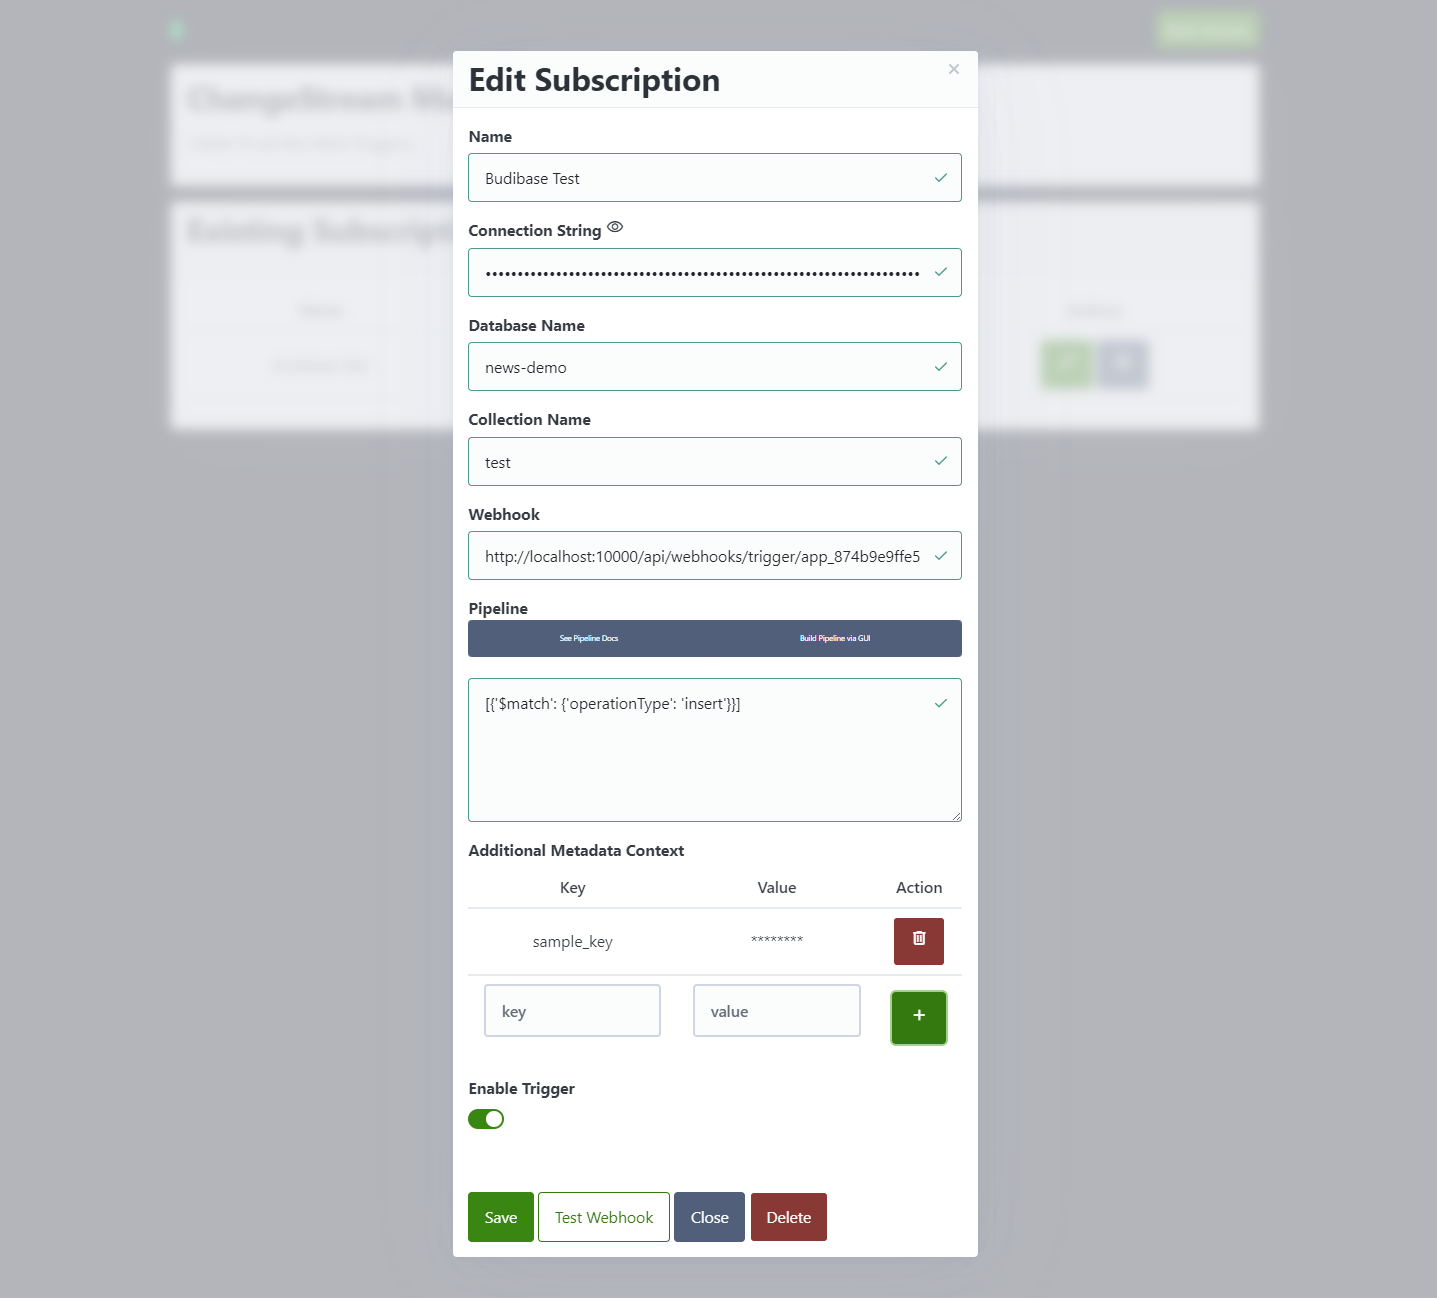 ChangeStream
Existing
Edit Subscription
Name
Budibase Test
Connection String
••••••••••••••••••••••••••••••••••••••••••••••••••••••••••••••••••••
Database Name
news-demo
Collection Name
test
Webhook
http://localhost:10000/api/webhooks/trigger/app_874b9e9ffe5
Pipeline
See Pipeline Docs Build Pipeline via GUI
[{'$match': {'operationType': 'insert'}}]
Additional Metadata Context
Key Value Action
sample_key ********
key value +
Enable Trigger
Save Test Webhook Close Delete